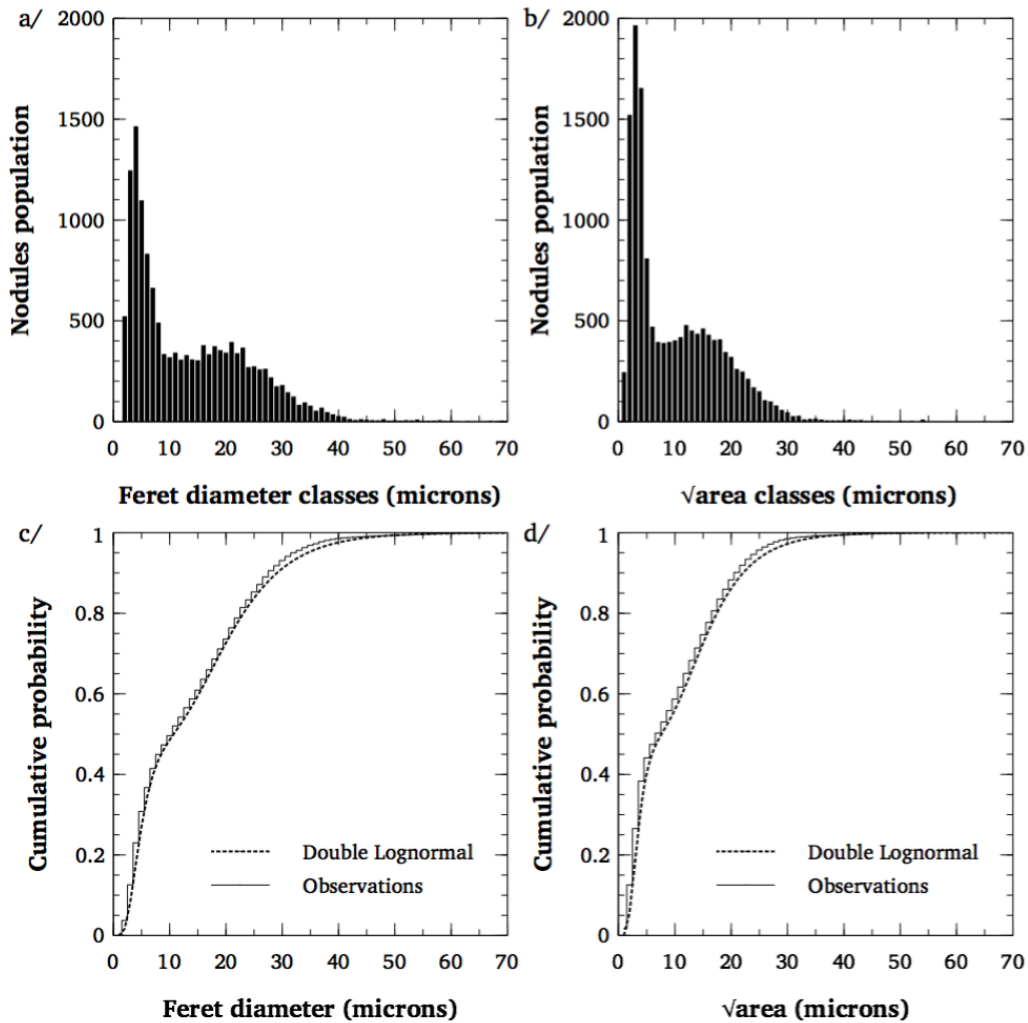 a/
2000
1500
1000
500
0
Nodules population
0 10 20 30 40 50 60 70
Feret diameter classes (microns)
b/
2000
1500
1000
500
0
Nodules population
0 10 20 30 40 50 60 70
√area classes (microns)
c/
1
0.8
0.6
0.4
0.2
0
Cumulative probability
Double Lognormal
Observations
0 10 20 30 40 50 60 70
Feret diameter (microns)
d/
1
0.8
0.6
0.4
0.2
0
Cumulative probability
Double Lognormal
Observations
0 10 20 30 40 50 60 70
√area (microns)